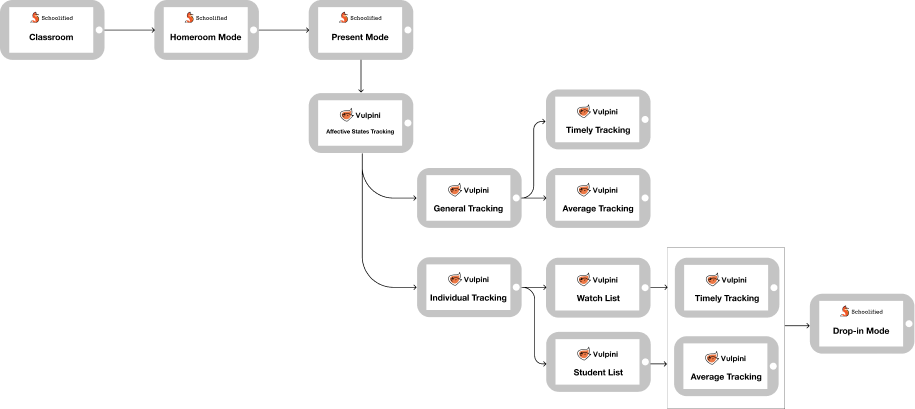 Schoolified
Classroom
Schoolified
Homeroom Mode
Schoolified
Present Mode
Vulpini
Affective States Tracking
Vulpini
Timely Tracking
Vulpini
General Tracking
Vulpini
Average Tracking
Vulpini
Individual Tracking
Vulpini
Watch List
Vulpini
Timely Tracking
Schoolified
Drop-in Mode
Vulpini
Student List
Vulpini
Average Tracking